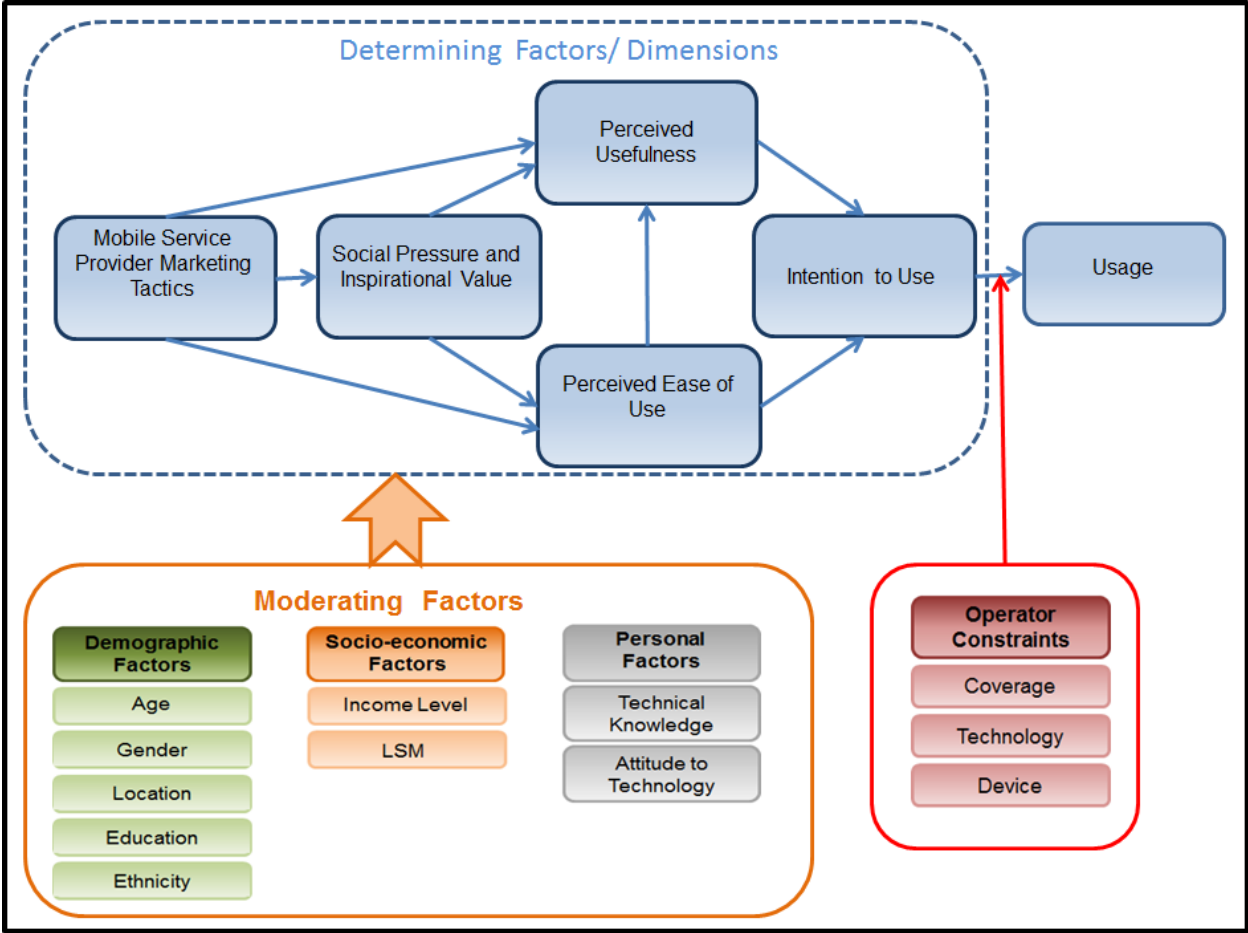 Determining Factors/ Dimensions
Perceived
Usefulness
Mobile Service
Provider Marketing
Tactics
Social Pressure and
Inspirational Value
Intention to Use
Usage
Perceived Ease of
Use
Moderating Factors
Demographic
Factors
Age
Gender
Location
Education
Ethnicity
Socio-economic
Factors
Income Level
LSM
Personal
Factors
Technical
Knowledge
Attitude to
Technology
Operator
Constraints
Coverage
Technology
Device